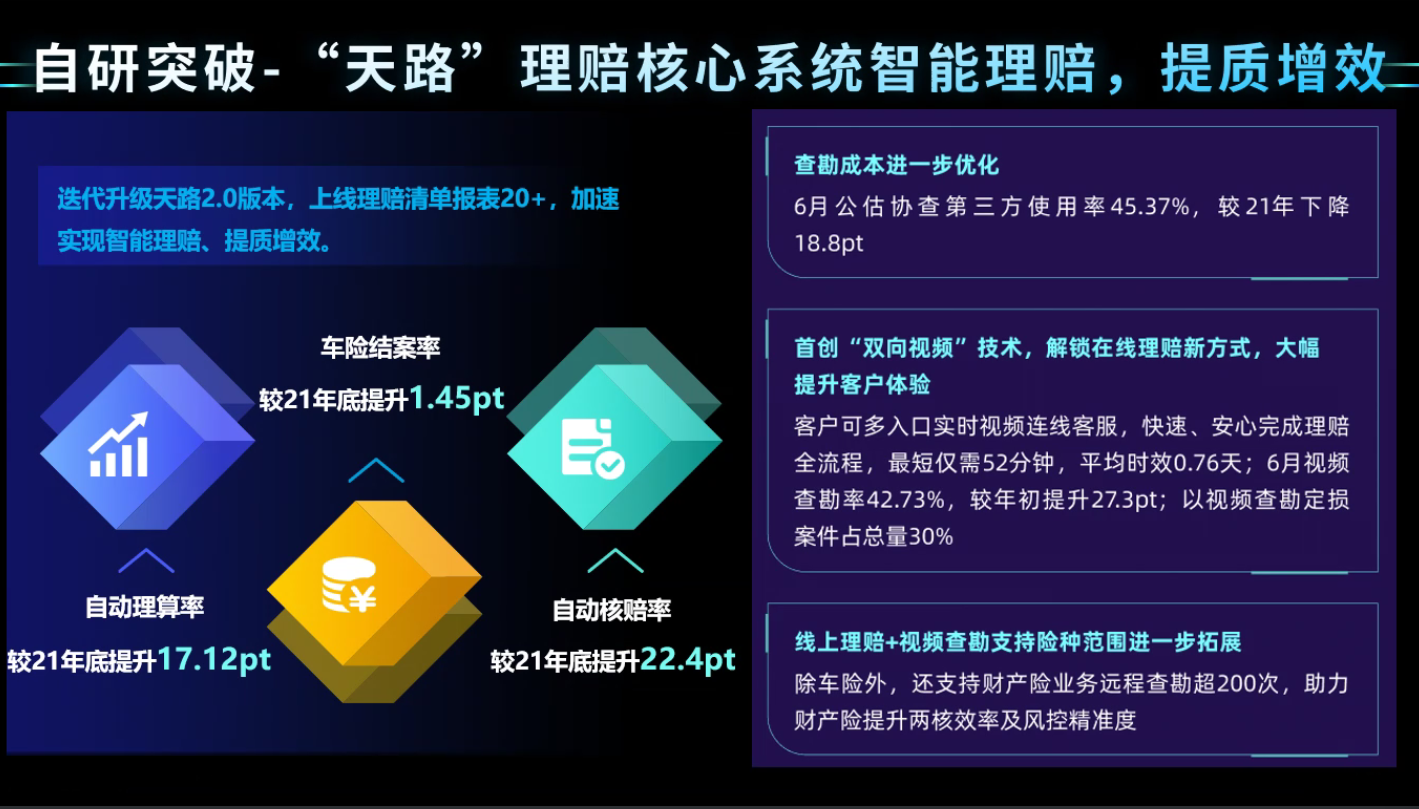 自研突破-“天路”理赔核心系统智能理赔，提质增效
迭代升级天路2.0版本，上线理赔清单报表20+，加速
实现智能理赔、提质增效。
车险结案率
较21年底提升1.45pt
自动理算率
较21年底提升17.12pt
自动核赔率
较21年底提升22.4pt
查勘成本进一步优化
6月公估协查第三方使用率45.37%，较21年下降
18.8pt
首创“双向视频”技术，解锁在线理赔新方式，大幅
提升客户体验
客户可多入口实时视频连线客服，快速、安心完成理赔
全流程，最短仅需52分钟，平均时效0.76天；6月视频
查勘率42.73%，较年初提升27.3pt；以视频查勘定损
案件占总量30%
线上理赔+视频查勘支持险种范围进一步拓展
除车险外，还支持财产险业务远程查勘超200次，助力
财产险提升两核效率及风控精准度